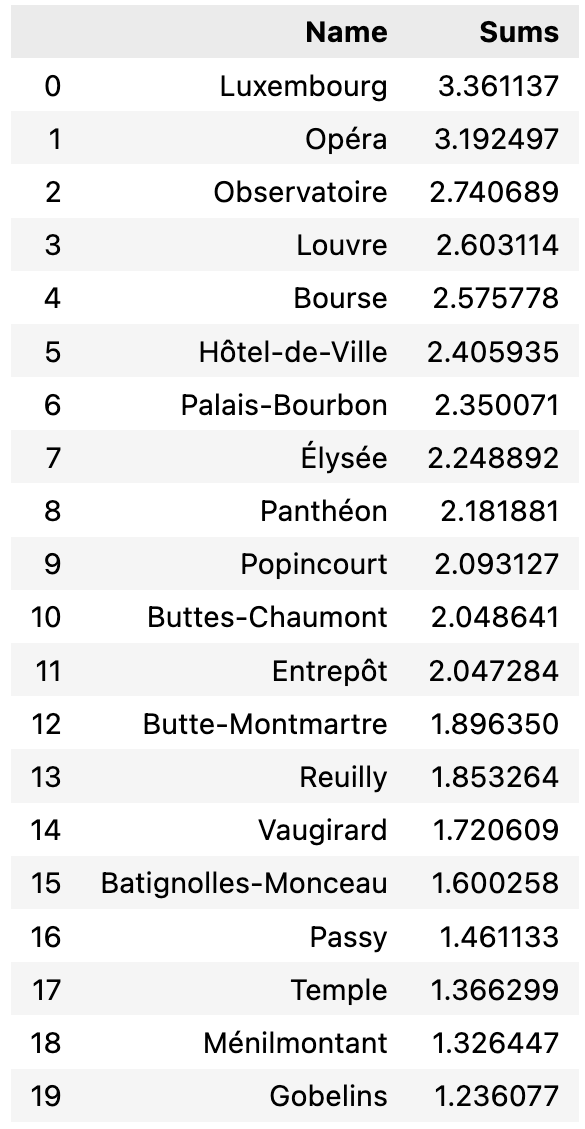 Name Sums
0 Luxembourg 3.361137
1 Opéra 3.192497
2 Observatoire 2.740689
3 Louvre 2.603114
4 Bourse 2.575778
5 Hôtel-de-Ville 2.405935
6 Palais-Bourbon 2.350071
7 Élysée 2.248892
8 Panthéon 2.181881
9 Popincourt 2.093127
10 Buttes-Chaumont 2.048641
11 Entrepôt 2.047284
12 Butte-Montmartre 1.896350
13 Reuilly 1.853264
14 Vaugirard 1.720609
15 Batignolles-Monceau 1.600258
16 Passy 1.461133
17 Temple 1.366299
18 Ménilmontant 1.326447
19 Gobelins 1.236077